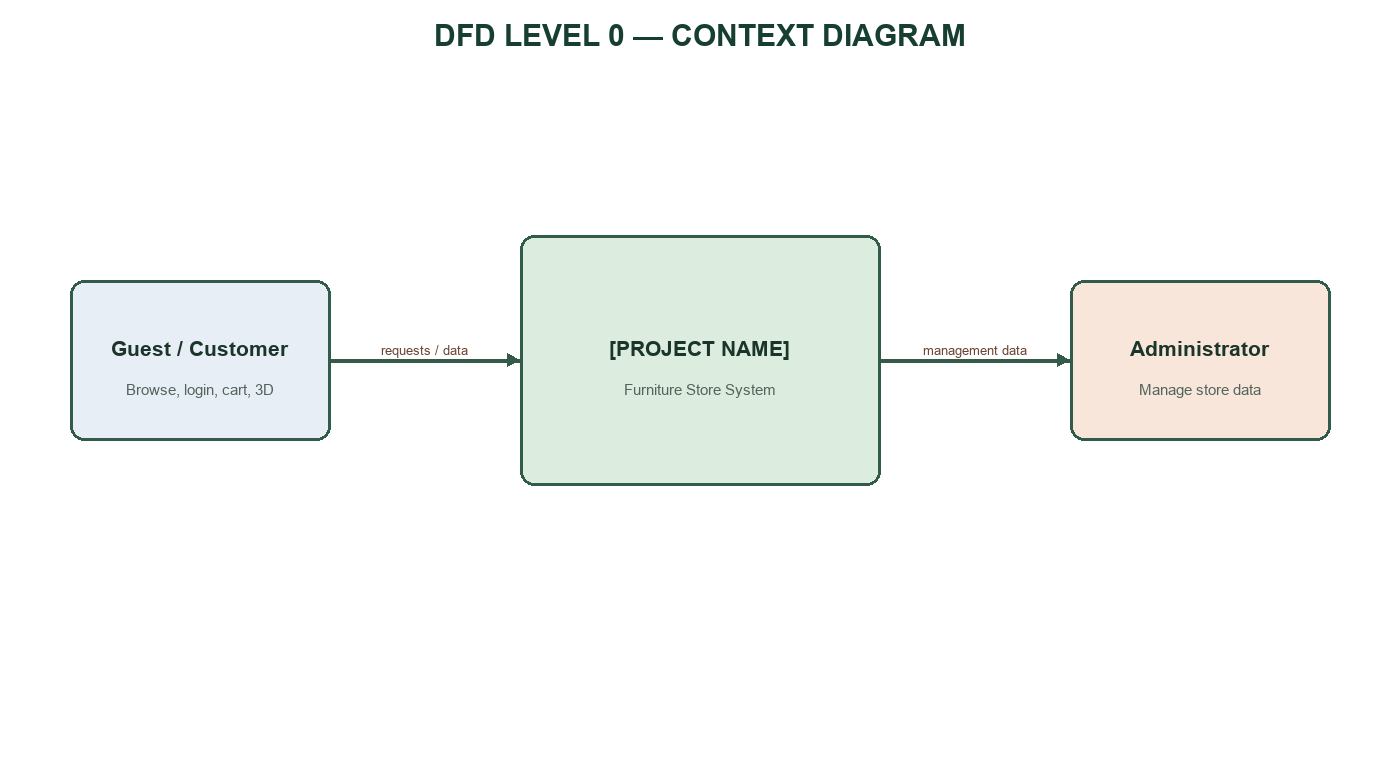 DFD LEVEL 0 — CONTEXT DIAGRAM
Guest / Customer
Browse, login, cart, 3D
requests / data
[PROJECT NAME]
Furniture Store System
management data
Administrator
Manage store data